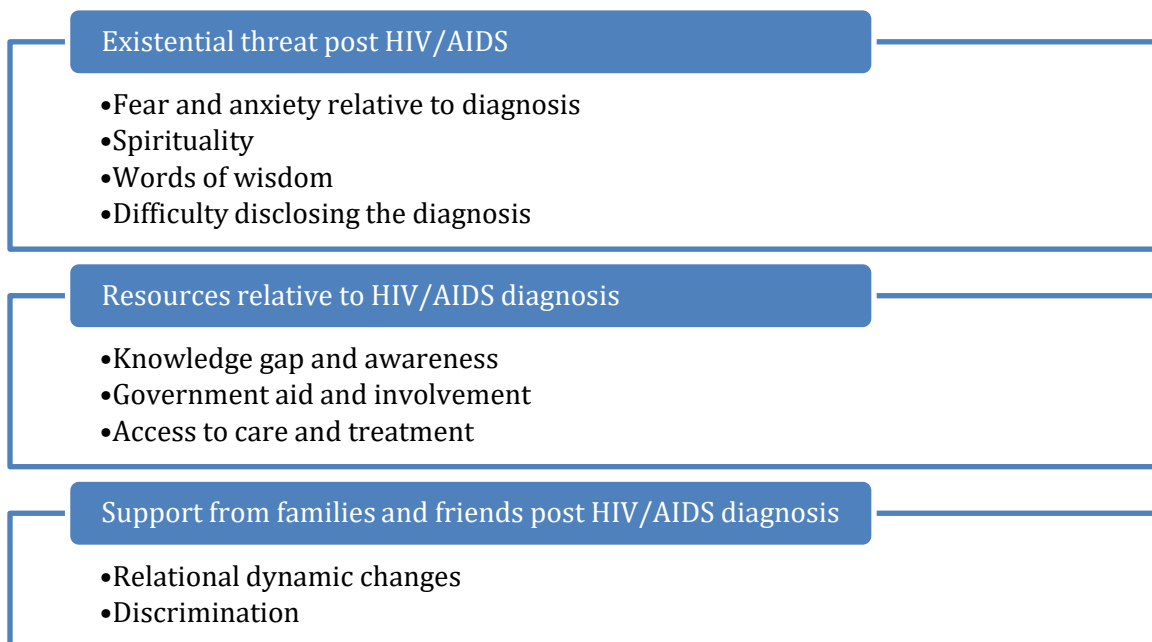 Existential threat post HIV/AIDS
•Fear and anxiety relative to diagnosis
•Spirituality
•Words of wisdom
•Difficulty disclosing the diagnosis
Resources relative to HIV/AIDS diagnosis
•Knowledge gap and awareness
•Government aid and involvement
•Access to care and treatment
Support from families and friends post HIV/AIDS diagnosis
•Relational dynamic changes
•Discrimination